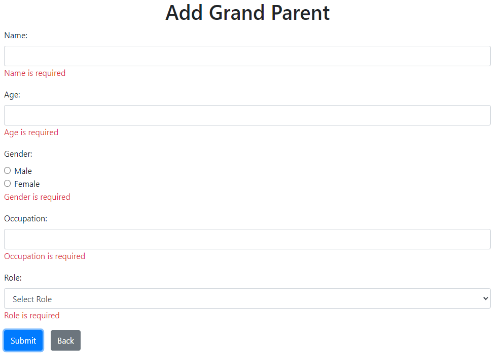 Add Grand Parent
Name:
Name is required
Age:
Age is required
Gender:
Male
Female
Gender is required
Occupation:
Occupation is required
Role:
Select Role
Role is required
Submit Back